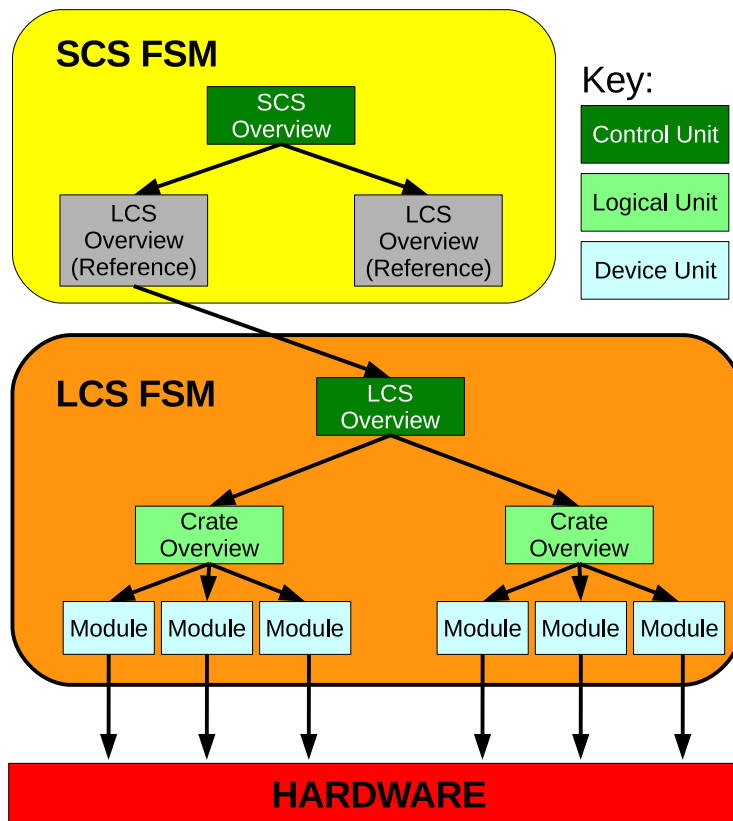 SCS FSM
SCS
Overview
Key:
Control Unit
Logical Unit
Device Unit
LCS
Overview
(Reference)
LCS
Overview
(Reference)
LCS FSM
LCS
Overview
Crate
Overview
Crate
Overview
Module
Module
Module
Module
Module
Module
HARDWARE